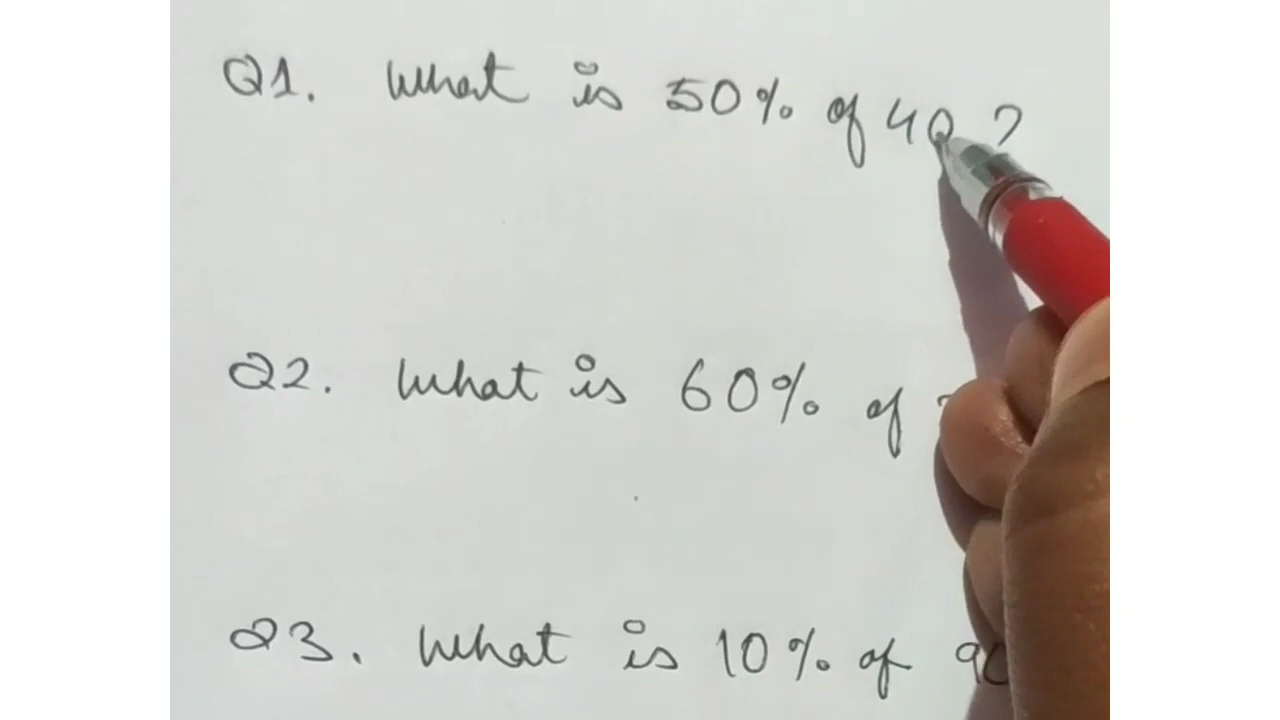 Q1. What is 50% of 40?
Q2. What is 60% of
Q3. What is 10% of